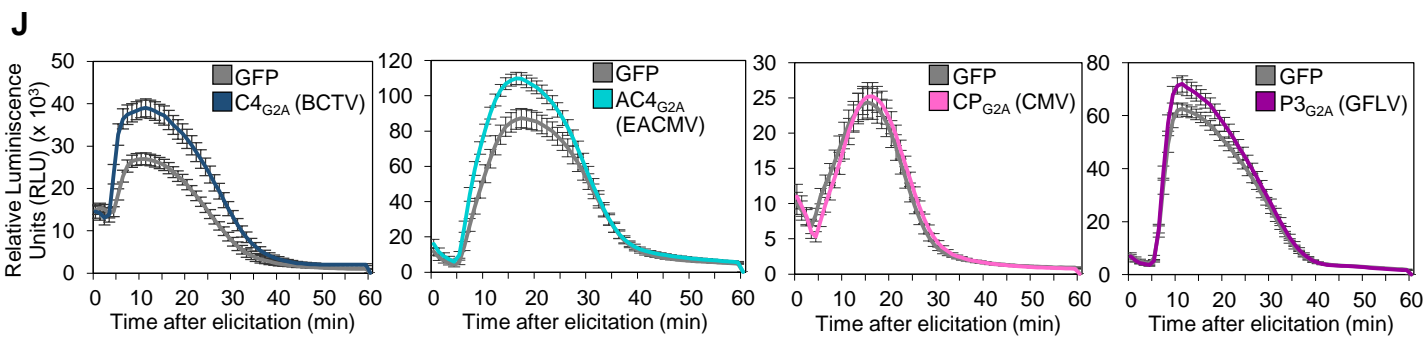 J
Relative Luminiscence
Units (RLU) (x 10³)
50
40
30
20
10
0
GFP
C4G2A (BCTV)
0 10 20 30 40 50 60
Time after elicitation (min)
120
100
80
60
40
20
0
GFP
AC4G2A
(EACMV)
0 10 20 30 40 50 60
Time after elicitation (min)
30
25
20
15
10
5
0
GFP
CPG2A (CMV)
0 10 20 30 40 50 60
Time after elicitation (min)
80
60
40
20
0
GFP
P3G2A (GFLV)
0 10 20 30 40 50 60
Time after elicitation (min)